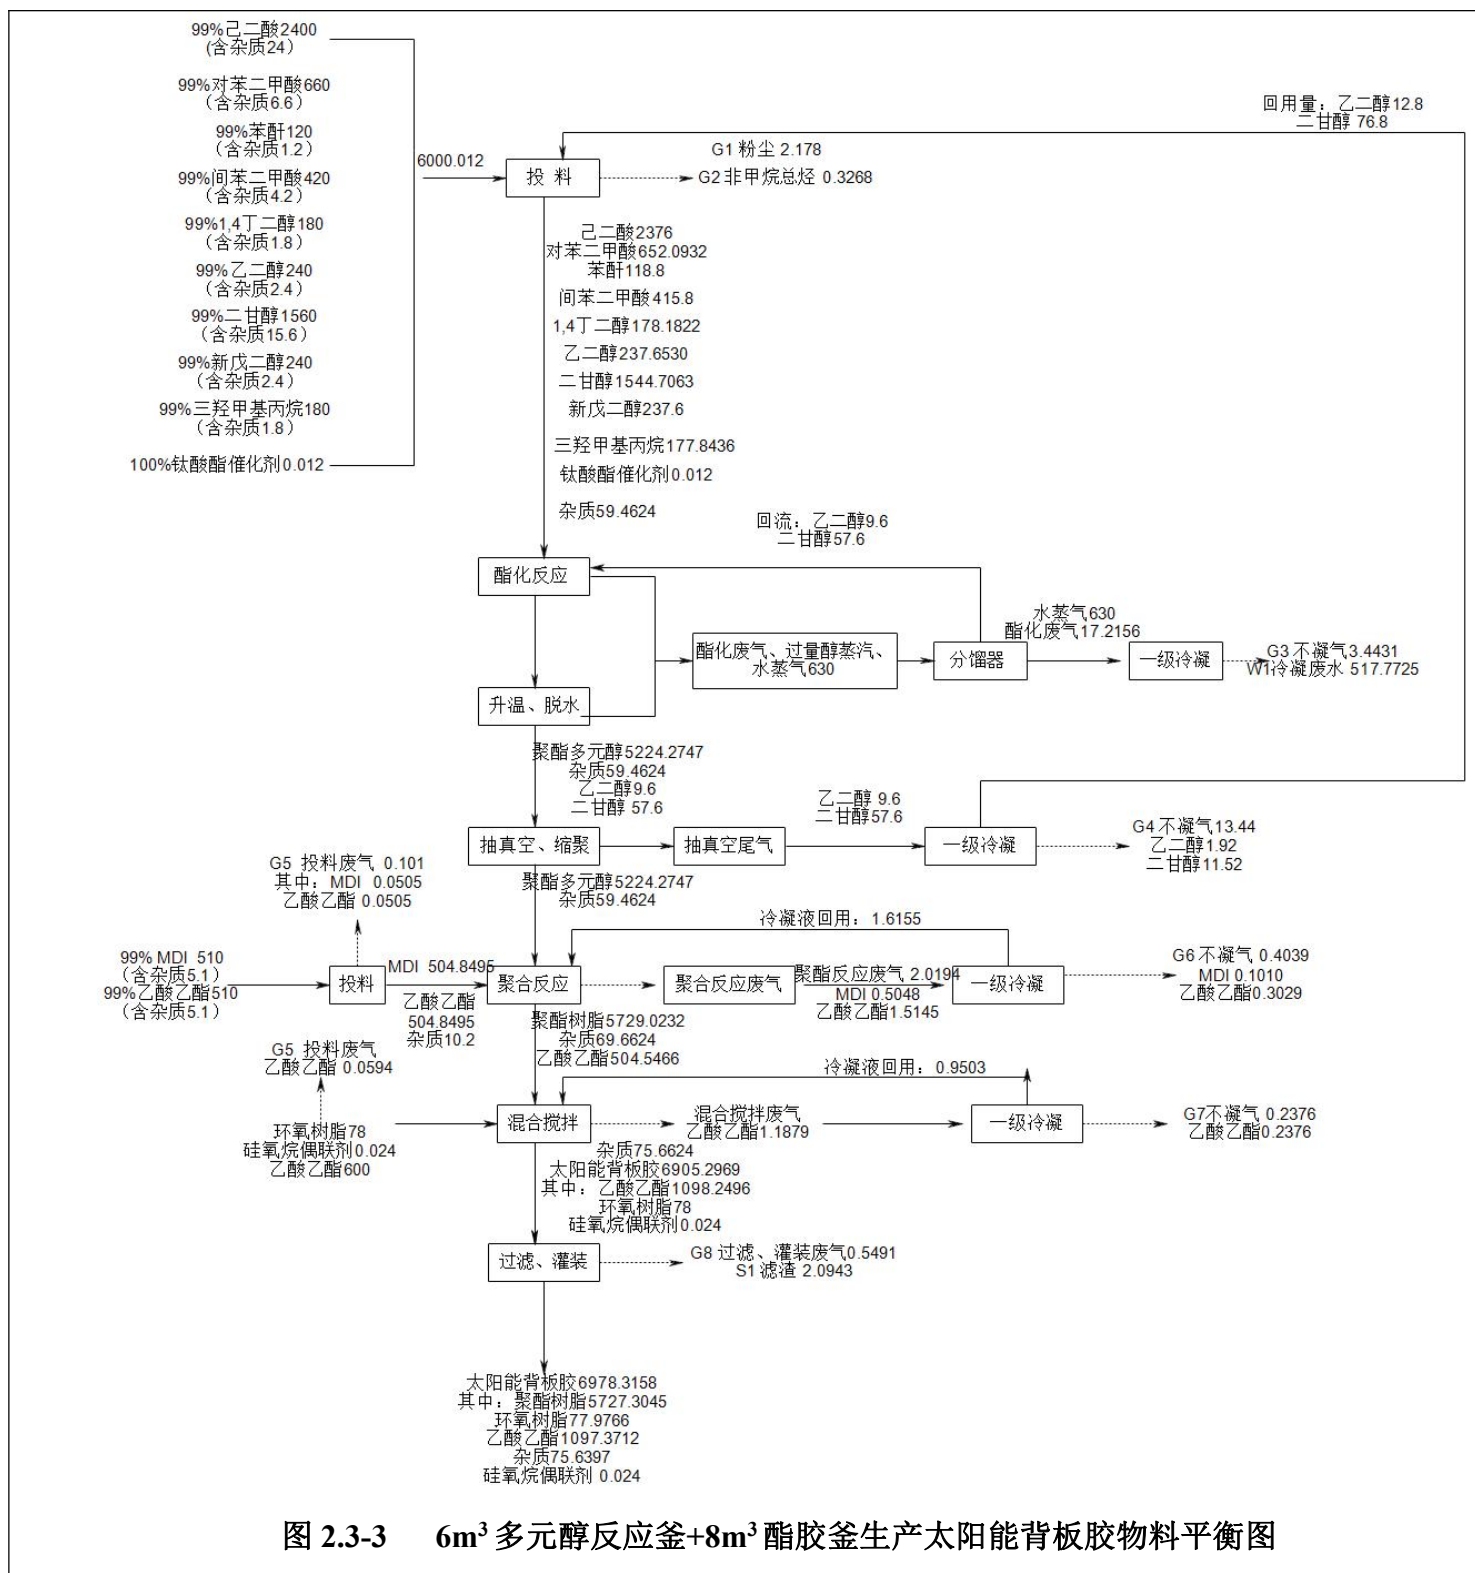 99%己二酸2400
(含杂质24）
99%对苯二甲酸660
（含杂质6.6）
99%苯酐120
（含杂质1.2）
99%间苯二甲酸420
（含杂质4.2）
99%1,4丁二醇180
（含杂质1.8）
99%乙二醇240
（含杂质2.4）
99%二甘醇1560
（含杂质15.6）
99%新戊二醇240
（含杂质2.4）
99%三羟甲基丙烷180
（含杂质1.8）
100%钛酸酯催化剂0.012
6000.012
投 料
回用量：乙二醇12.8
二甘醇 76.8
G1 粉尘 2.178
G2 非甲烷总烃 0.3268
己二酸2376
对苯二甲酸652.0932
苯酐118.8
间苯二甲酸415.8
1,4丁二醇178.1822
乙二醇237.6530
二甘醇1544.7063
新戊二醇237.6
三羟甲基丙烷177.8436
钛酸酯催化剂0.012
杂质59.4624
回流：乙二醇9.6
二甘醇57.6
酯化反应
升温、脱水
酯化废气、过量醇蒸汽、
水蒸气630
分馏器
水蒸气630
酯化废气17.2156
一级冷凝
G3 不凝气3.4431
W1冷凝废水 517.7725
聚酯多元醇5224.2747
杂质59.4624
乙二醇9.6
二甘醇 57.6
抽真空、缩聚
抽真空尾气
乙二醇 9.6
二甘醇57.6
一级冷凝
G4 不凝气13.44
乙二醇1.92
二甘醇11.52
G5 投料废气 0.101
其中：MDI 0.0505
乙酸乙酯 0.0505
聚酯多元醇5224.2747
杂质59.4624
冷凝液回用：1.6155
99% MDI 510
（含杂质5.1）
99%乙酸乙酯510
（含杂质5.1）
投料
MDI 504.8495
乙酸乙酯
504.8495
杂质10.2
聚合反应
聚合反应废气
聚酯反应废气 2.0194
MDI 0.5048
乙酸乙酯1.5145
一级冷凝
G6 不凝气 0.4039
MDI 0.1010
乙酸乙酯0.3029
聚酯树脂5729.0232
杂质69.6624
乙酸乙酯504.5466
G5 投料废气
乙酸乙酯 0.0594
冷凝液回用：0.9503
环氧树脂78
硅氧烷偶联剂0.024
乙酸乙酯600
混合搅拌
混合搅拌废气
乙酸乙酯1.1879
一级冷凝
G7不凝气 0.2376
乙酸乙酯0.2376
杂质75.6624
太阳能背板胶6905.2969
其中：乙酸乙酯1098.2496
环氧树脂78
硅氧烷偶联剂0.024
过滤、灌装
G8 过滤、灌装废气0.5491
S1 滤渣 2.0943
太阳能背板胶6978.3158
其中：聚酯树脂5727.3045
环氧树脂77.9766
乙酸乙酯1097.3712
杂质75.6397
硅氧烷偶联剂 0.024
图 2.3-3 6m³ 多元醇反应釜+8m³ 酯胶釜生产太阳能背板胶物料平衡图